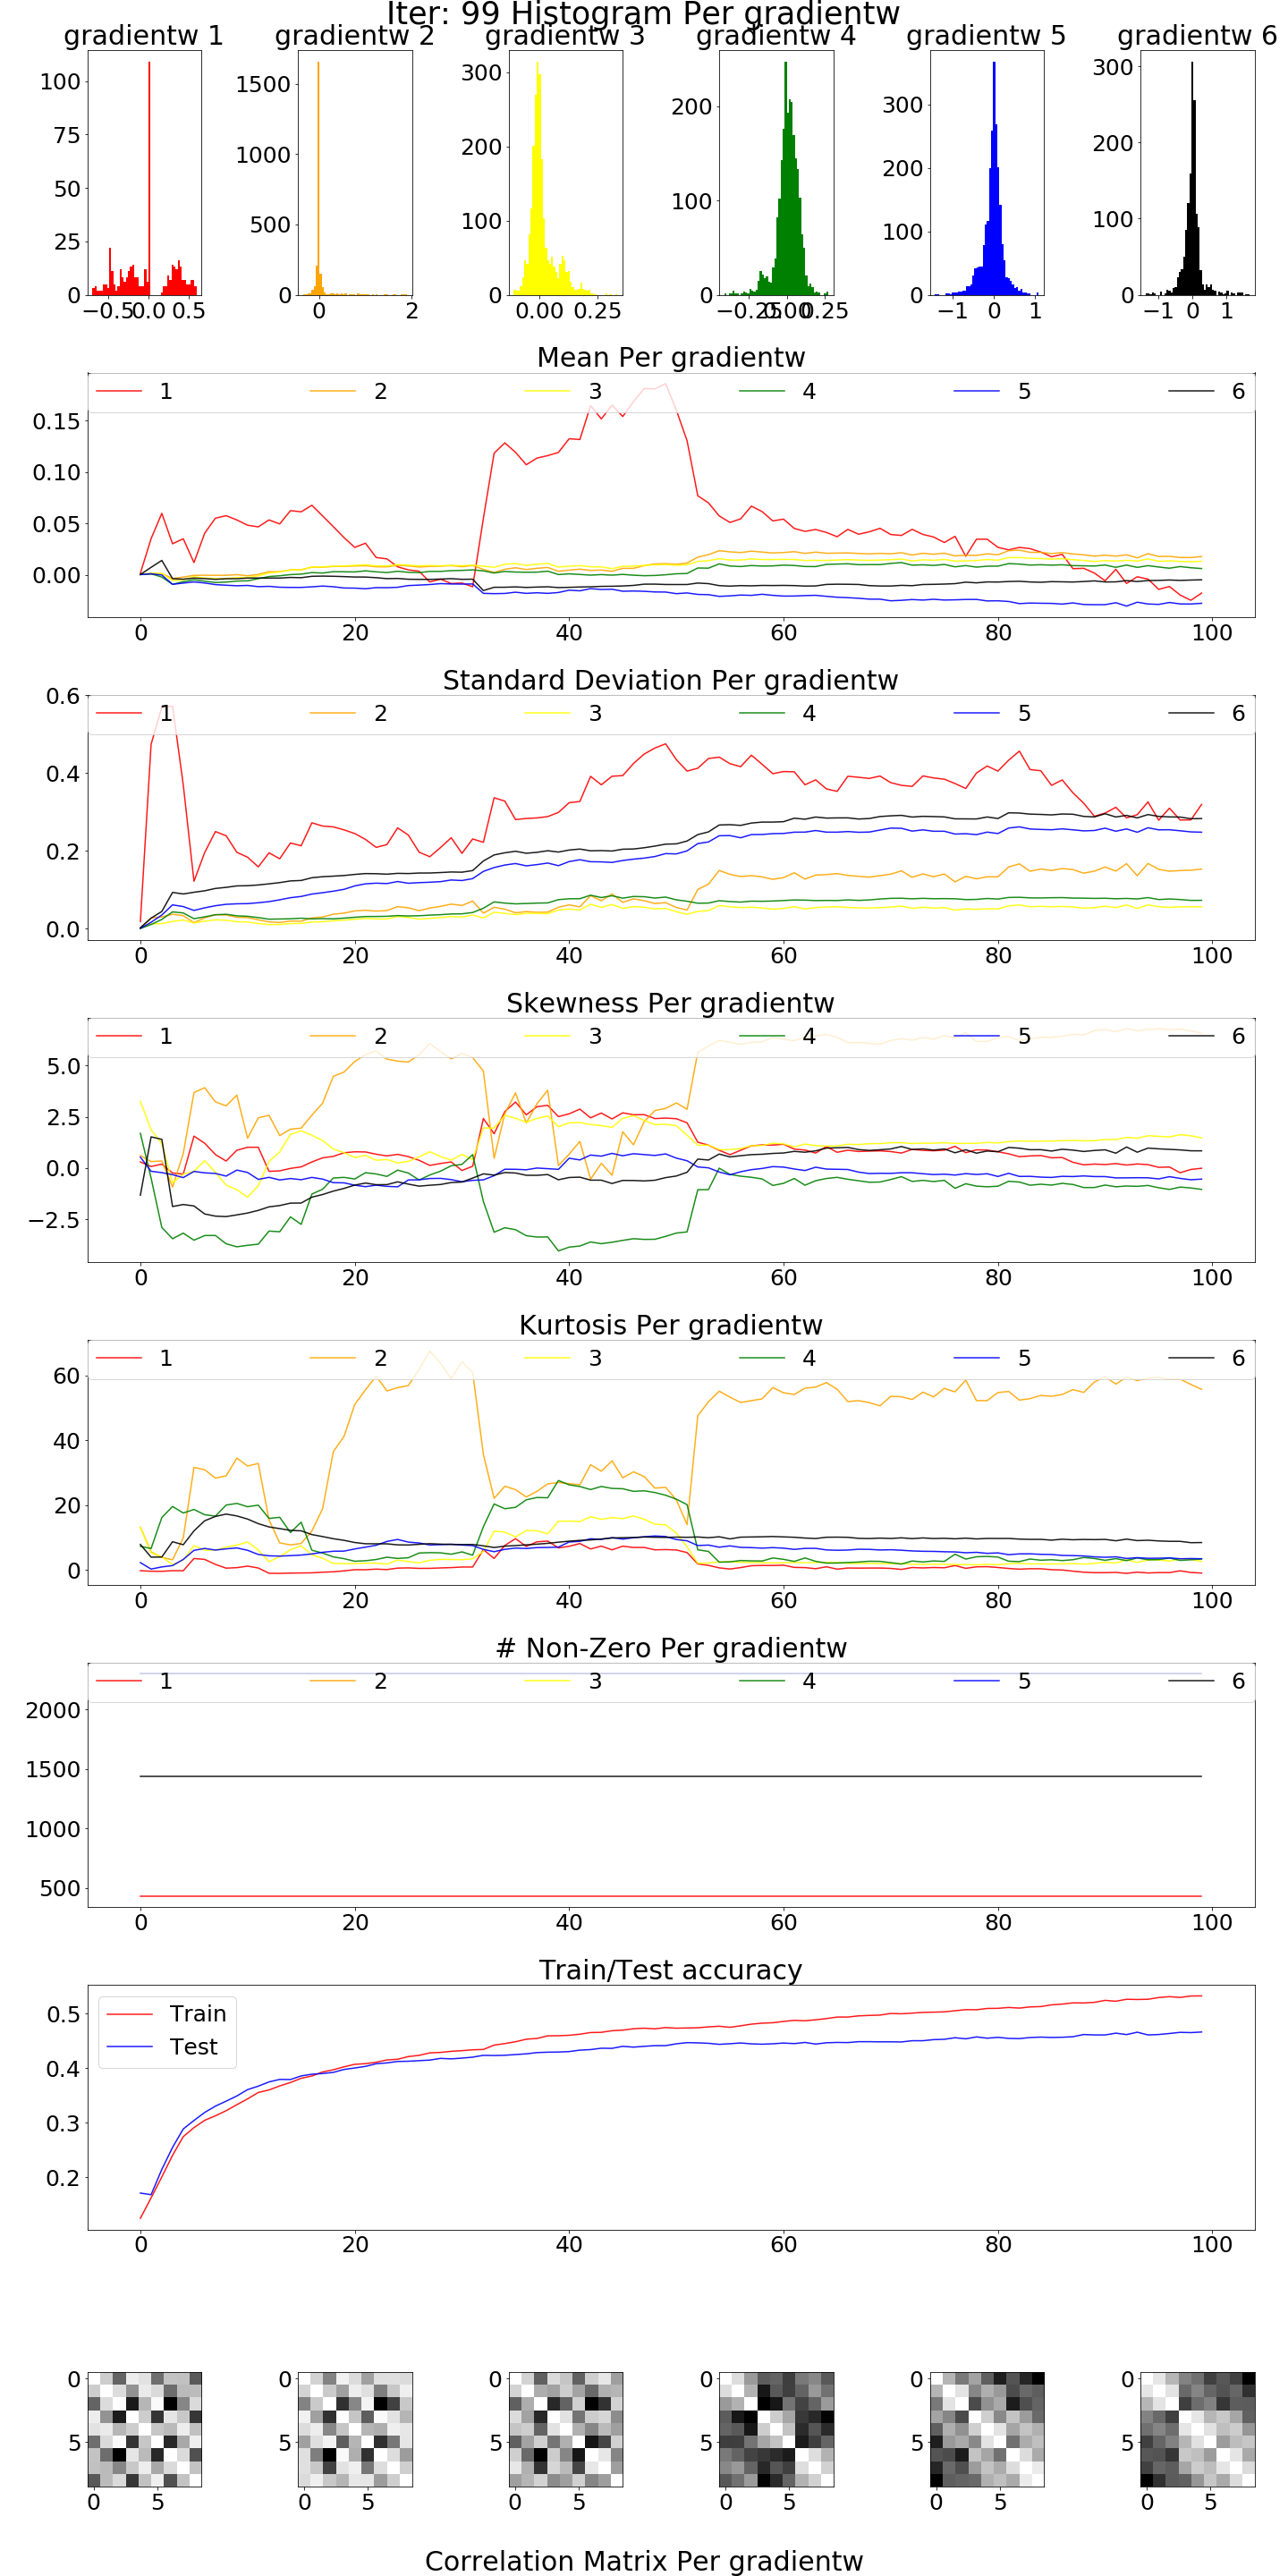 Iter: 99 Histogram Per gradientw
gradientw 1 gradientw 2 gradientw 3 gradientw 4 gradientw 5 gradientw 6
100
75
50
25
0
−0.5 0.0 0.5
1500
1000
500
0
0 2
300
200
100
0
0.00 0.25
200
100
0
−0.25 0.00 0.25
300
200
100
0
−1 0 1
300
200
100
0
−1 0 1
Mean Per gradientw
1 2 3 4 5 6
0.15
0.10
0.05
0.00
0 20 40 60 80 100
Standard Deviation Per gradientw
1 2 3 4 5 6
0.6
0.4
0.2
0.0
0 20 40 60 80 100
Skewness Per gradientw
1 2 3 4 5 6
5.0
2.5
0.0
−2.5
0 20 40 60 80 100
Kurtosis Per gradientw
1 2 3 4 5 6
60
40
20
0
0 20 40 60 80 100
# Non-Zero Per gradientw
1 2 3 4 5 6
2000
1500
1000
500
0 20 40 60 80 100
Train/Test accuracy
Train
Test
0.5
0.4
0.3
0.2
0 20 40 60 80 100
0 0 0 0 0 0
5 5 5 5 5 5
0 5 0 5 0 5 0 5 0 5 0 5
Correlation Matrix Per gradientw